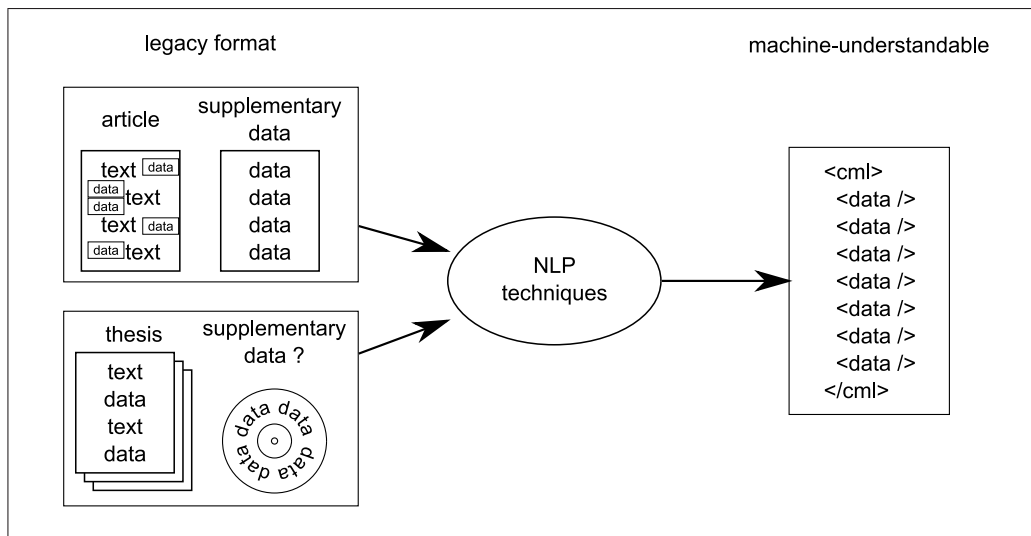 legacy format
machine-understandable
article
supplementary
data
text data
data
text
data
text data
data text
data
data
data
data
thesis
supplementary
data ?
text
data
text
data
data data data data data
NLP
techniques
<cml>
<data />
<data />
<data />
<data />
<data />
<data />
<data />
</cml>